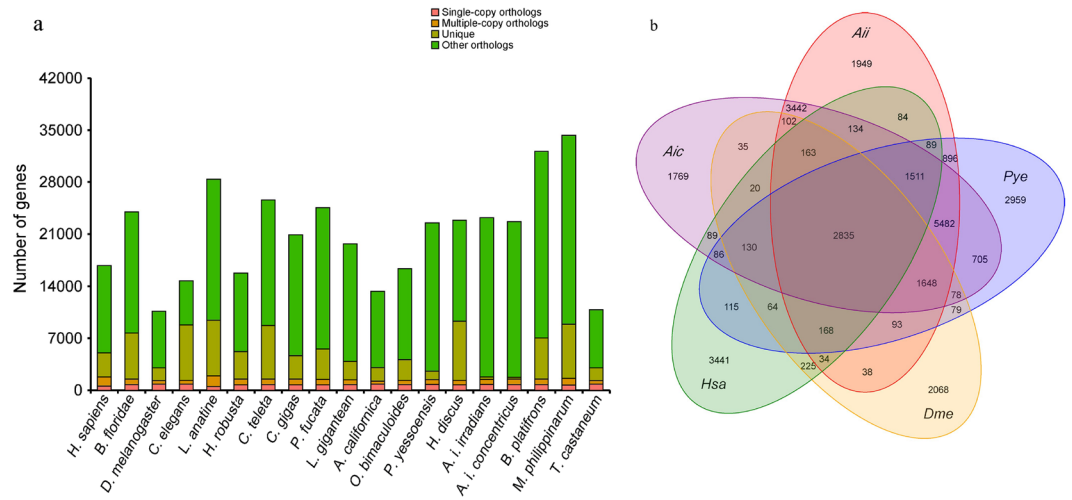 a
Single-copy orthologs
Multiple-copy orthologs
Unique
Other orthologs
Number of genes
42000
35000
28000
21000
14000
7000
0
H. sapiens
B. floridae
D. melanogaster
C. elegans
L. anatine
H. robusta
C. teleta
C. gigas
P. fucata
L. gigantean
A. californica
O. bimaculoides
P. yessoensis
H. discus
A. i. irradians
A. i. concentricus
B. platifrons
M. philippinarum
T. castaneum
b
Aii
1949
3442
102
134
84
35
163
89
896
Aic
1769
1511
Pye
2959
20
5482
89
86
130
2835
705
1648
78
79
115
64
93
168
34
225
38
3441
Hsa
2068
Dme